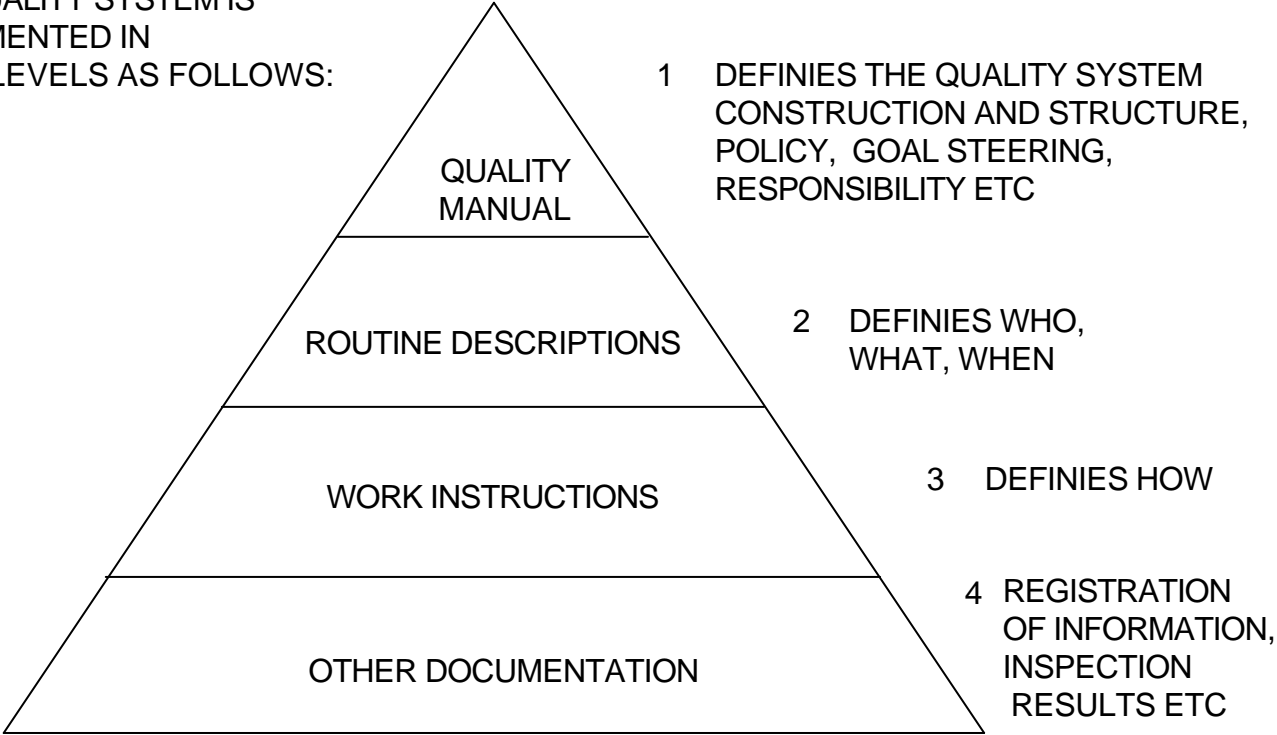 ALITY SYSTEM IS
MENTED IN
LEVELS AS FOLLOWS:
QUALITY
MANUAL
ROUTINE DESCRIPTIONS
WORK INSTRUCTIONS
OTHER DOCUMENTATION
1 DEFINIES THE QUALITY SYSTEM
CONSTRUCTION AND STRUCTURE,
POLICY, GOAL STEERING,
RESPONSIBILITY ETC
2 DEFINIES WHO,
WHAT, WHEN
3 DEFINIES HOW
4 REGISTRATION
OF INFORMATION,
INSPECTION
RESULTS ETC